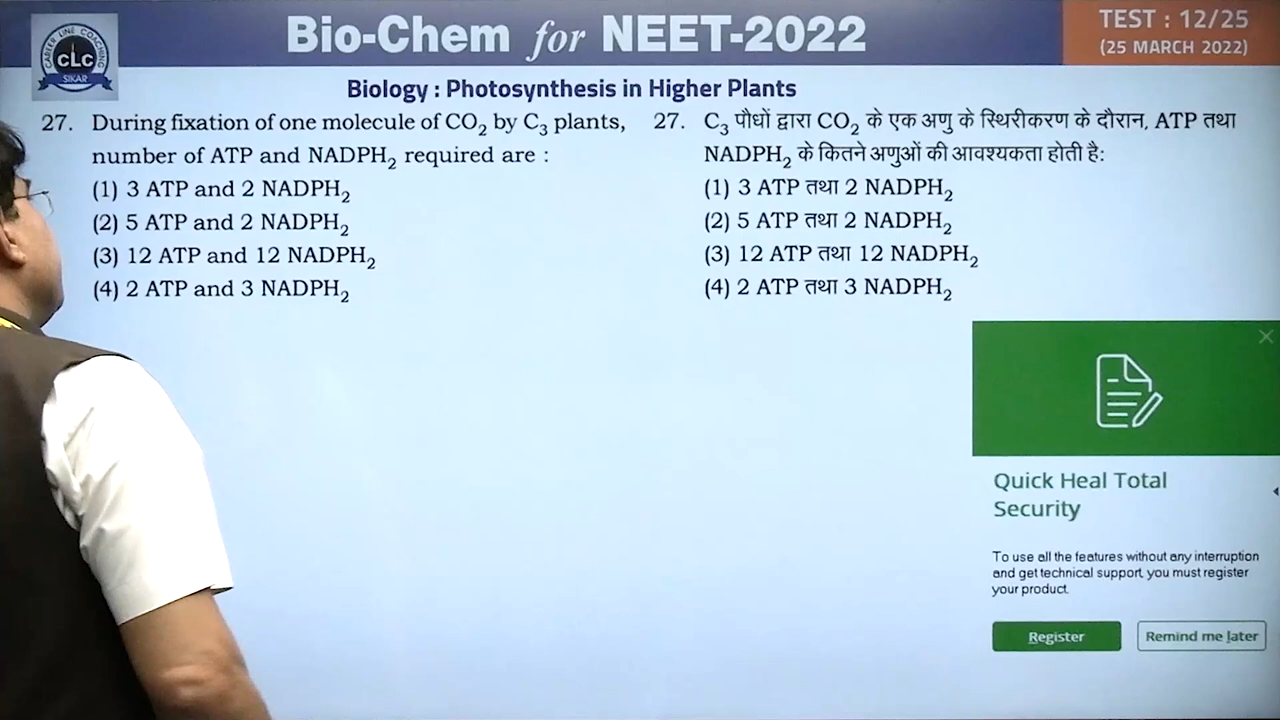 CAREER LINE COACHING
CLC
SIKAR
Bio-Chem for NEET-2022
TEST : 12/25
(25 MARCH 2022)
Biology : Photosynthesis in Higher Plants
27. During fixation of one molecule of CO₂ by C₃ plants,
number of ATP and NADPH₂ required are :
(1) 3 ATP and 2 NADPH₂
(2) 5 ATP and 2 NADPH₂
(3) 12 ATP and 12 NADPH₂
(4) 2 ATP and 3 NADPH₂
27. C₃ पौधों द्वारा CO₂ के एक अणु के स्थिरीकरण के दौरान, ATP तथा
NADPH₂ के कितने अणुओं की आवश्यकता होती है:
(1) 3 ATP तथा 2 NADPH₂
(2) 5 ATP तथा 2 NADPH₂
(3) 12 ATP तथा 12 NADPH₂
(4) 2 ATP तथा 3 NADPH₂
Quick Heal Total
Security
To use all the features without any interruption
and get technical support, you must register
your product.
Register
Remind me later